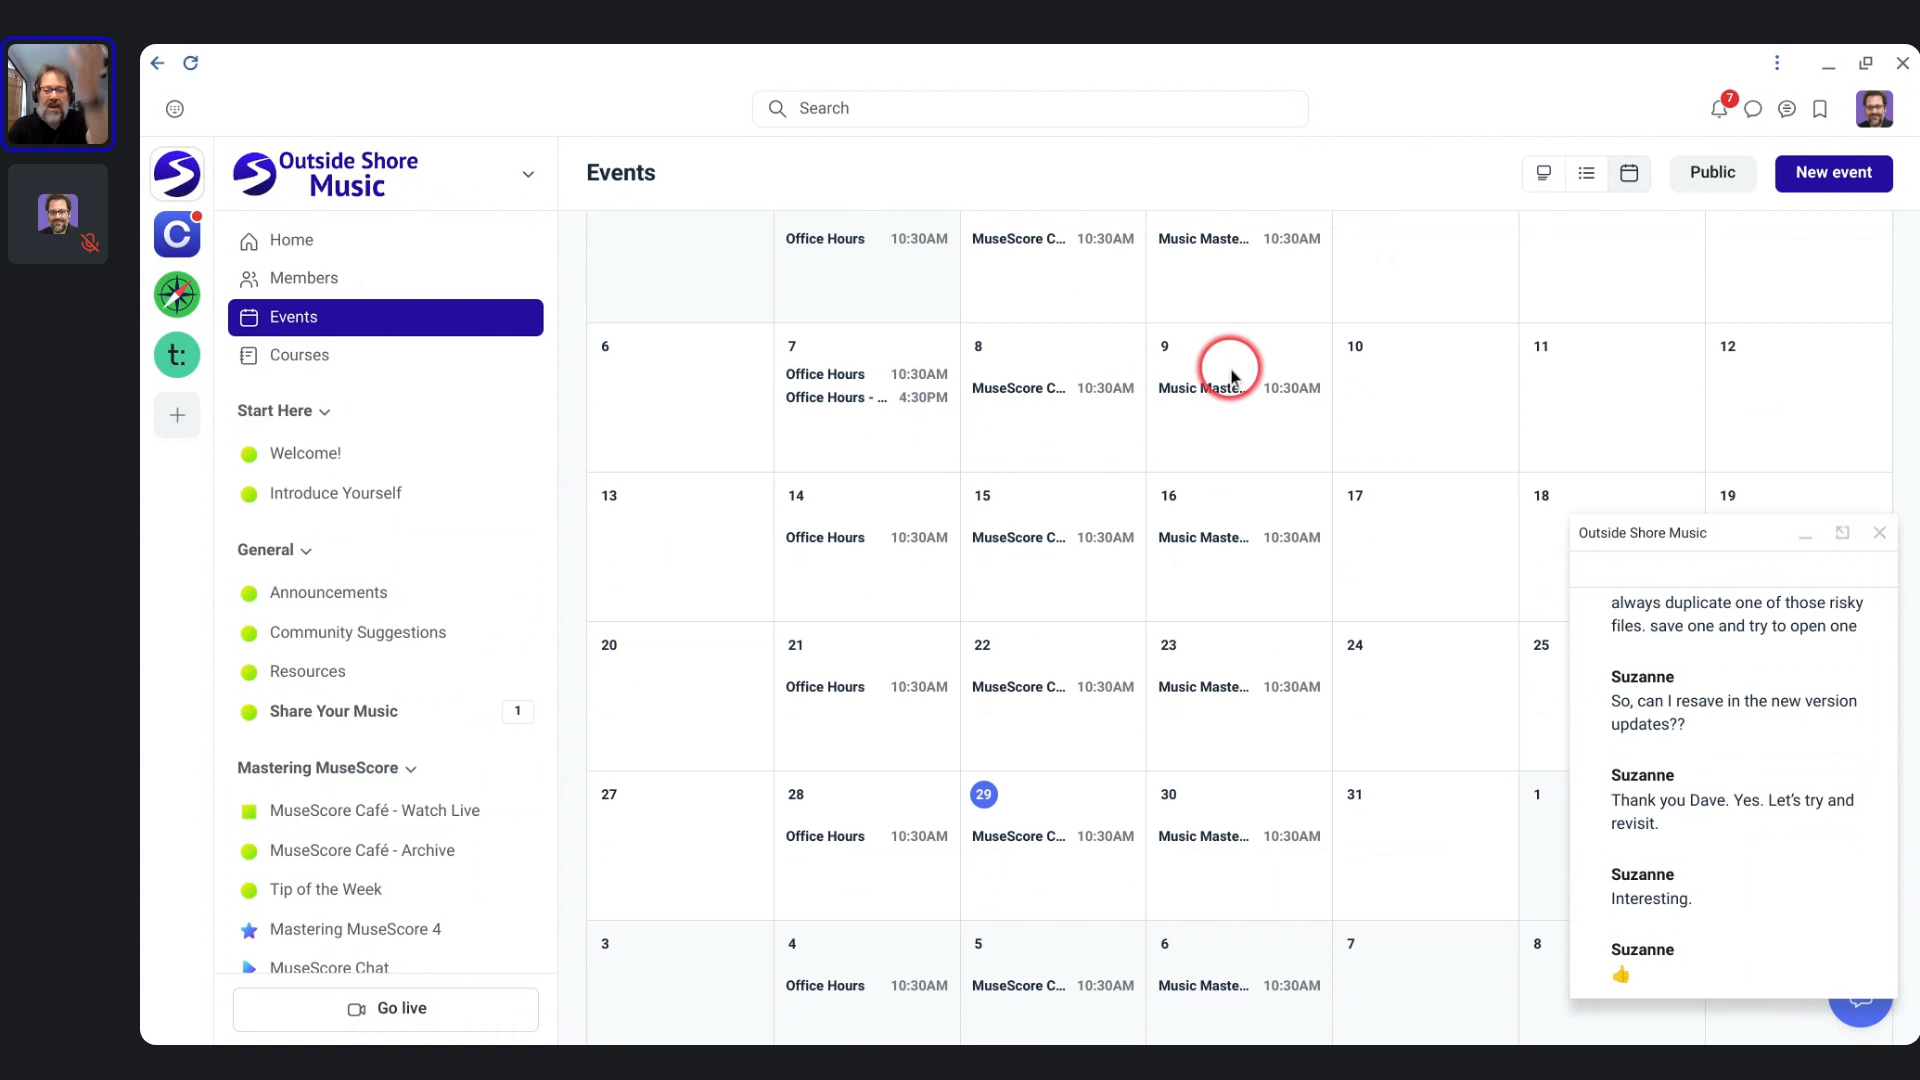 Search
7
Outside Shore
Music
Events
Public
New event
Home
Members
Events
Courses
Start Here
Welcome!
Introduce Yourself
General
Announcements
Community Suggestions
Resources
Share Your Music 1
Mastering MuseScore
MuseScore Café - Watch Live
MuseScore Café - Archive
Tip of the Week
Mastering MuseScore 4
MuseScore Chat
Go live
C
t:
Office Hours 10:30AM MuseScore C... 10:30AM Music Maste... 10:30AM
6 7 8 9 10 11 12
Office Hours 10:30AM
MuseScore C... 10:30AM Music Maste... 10:30AM
Office Hours - ... 4:30PM
13 14 15 16 17 18 19
Office Hours 10:30AM MuseScore C... 10:30AM Music Maste... 10:30AM
20 21 22 23 24 25
Office Hours 10:30AM MuseScore C... 10:30AM Music Maste... 10:30AM
27 28 29 30 31 1
Office Hours 10:30AM MuseScore C... 10:30AM Music Maste... 10:30AM
3 4 5 6 7 8
Office Hours 10:30AM MuseScore C... 10:30AM Music Maste... 10:30AM
Outside Shore Music
always duplicate one of those risky
files. save one and try to open one
Suzanne
So, can I resave in the new version
updates??
Suzanne
Thank you Dave. Yes. Let's try and
revisit.
Suzanne
Interesting.
Suzanne
👍